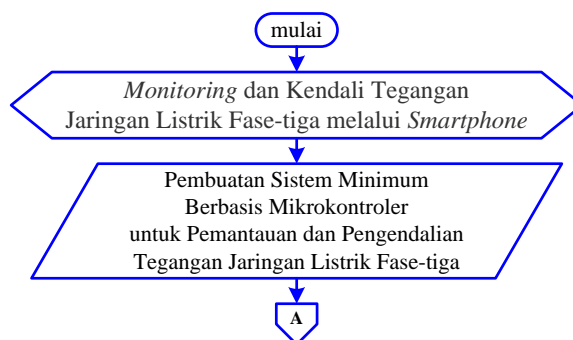 mulai
Monitoring dan Kendali Tegangan
Jaringan Listrik Fase-tiga melalui Smartphone
Pembuatan Sistem Minimum
Berbasis Mikrokontroler
untuk Pemantauan dan Pengendalian
Tegangan Jaringan Listrik Fase-tiga
A